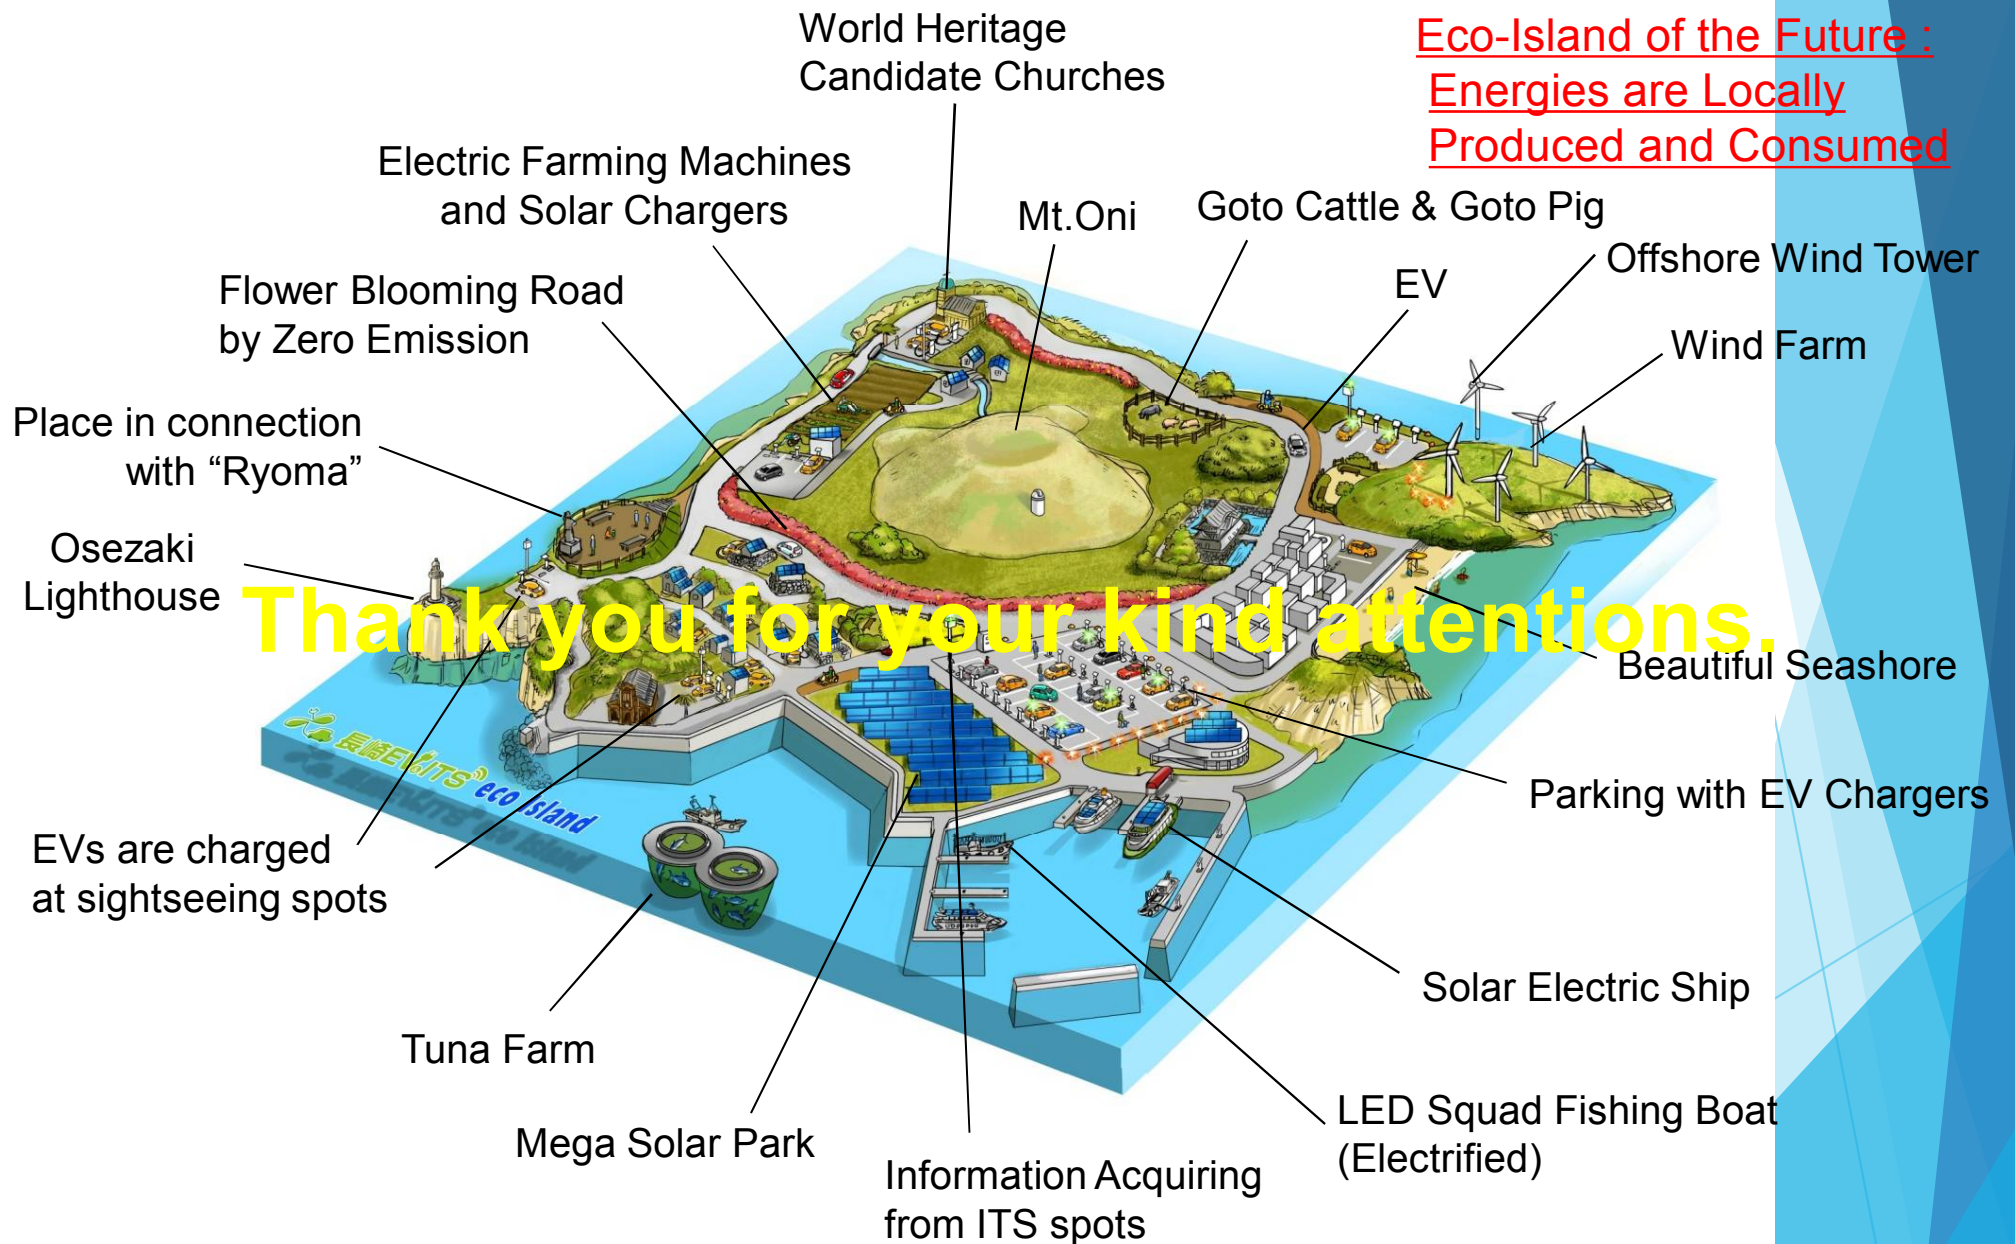 World Heritage
Candidate Churches
Eco-Island of the Future :
Energies are Locally
Produced and Consumed
Electric Farming Machines
and Solar Chargers
Mt.Oni
Goto Cattle & Goto Pig
Offshore Wind Tower
EV
Flower Blooming Road
by Zero Emission
Wind Farm
Place in connection
with “Ryoma”
Osezaki
Lighthouse
Thank you for your kind attentions.
Beautiful Seashore
長崎EV&ITS eco island
Parking with EV Chargers
EVs are charged
at sightseeing spots
Solar Electric Ship
Tuna Farm
LED Squad Fishing Boat
(Electrified)
Mega Solar Park
Information Acquiring
from ITS spots